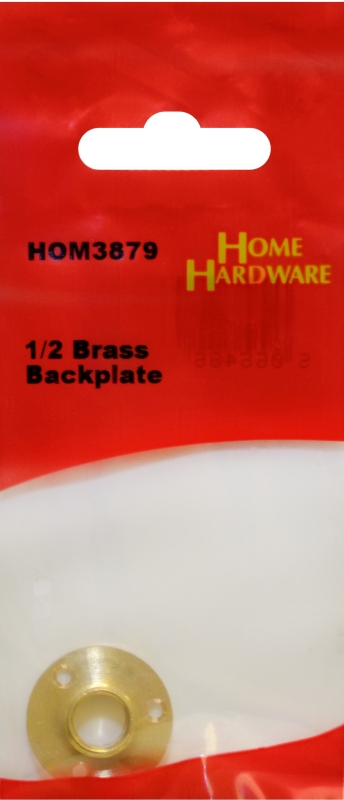 HOM3879
HOME
HARDWARE
1/2 Brass
Backplate